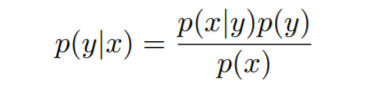 p(y|x) = p(x|y)p(y) / p(x)